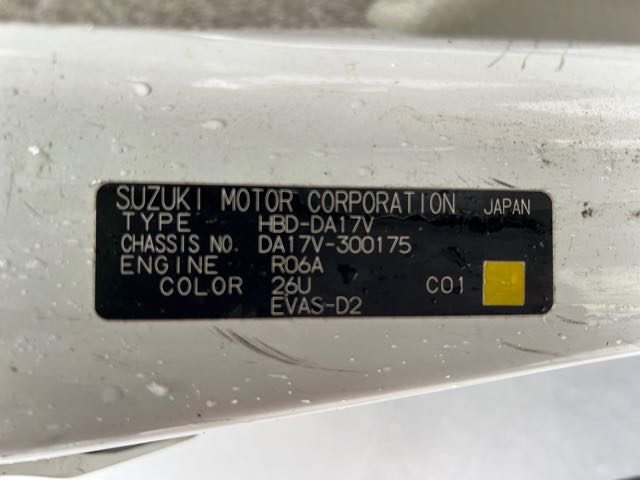 SUZUKI MOTOR CORPORATION JAPAN
TYPE HBD-DA17V
CHASSIS NO. DA17V-300175
ENGINE R06A
COLOR 26U C01
EVAS-D2